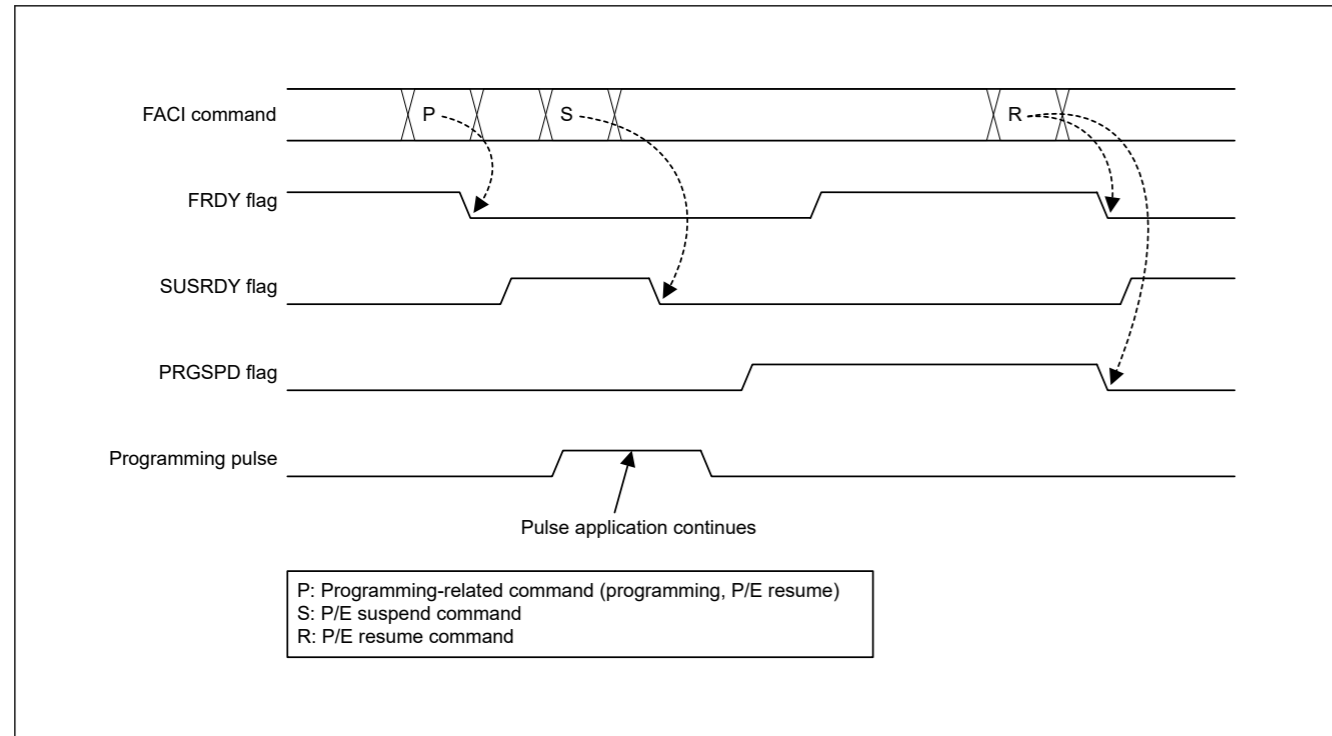 FACI command
P
S
R
FRDY flag
SUSRDY flag
PRGSPD flag
Programming pulse
Pulse application continues
P: Programming-related command (programming, P/E resume)
S: P/E suspend command
R: P/E resume command